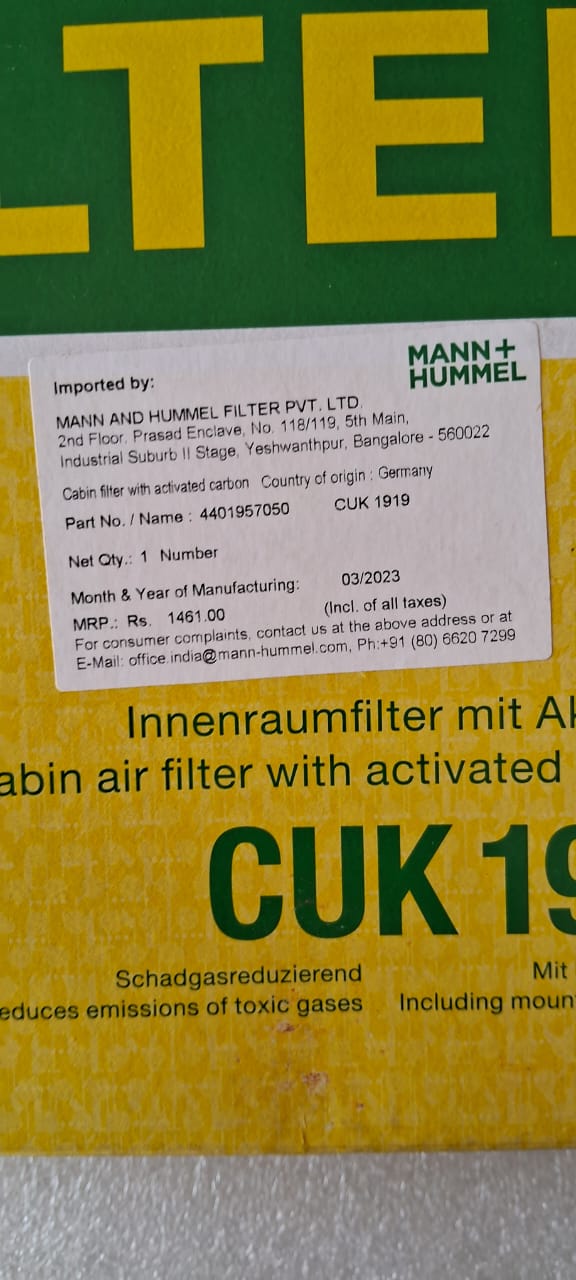 LTE
MANN+
HUMMEL
Imported by:
MANN AND HUMMEL FILTER PVT. LTD.
2nd Floor, Prasad Enclave, No. 118/119, 5th Main,
Industrial Suburb II Stage, Yeshwanthpur, Bangalore - 560022
Cabin filter with activated carbon Country of origin : Germany
Part No. / Name : 4401957050 CUK 1919
Net Qty.: 1 Number
Month & Year of Manufacturing: 03/2023
MRP.: Rs. 1461.00 (Incl. of all taxes)
For consumer complaints, contact us at the above address or at
E-Mail: office.india@mann-hummel.com, Ph:+91 (80) 6620 7299
Innenraumfilter mit Ak
abin air filter with activated
CUK 19
Schadgasreduzierend Mit
educes emissions of toxic gases Including moun